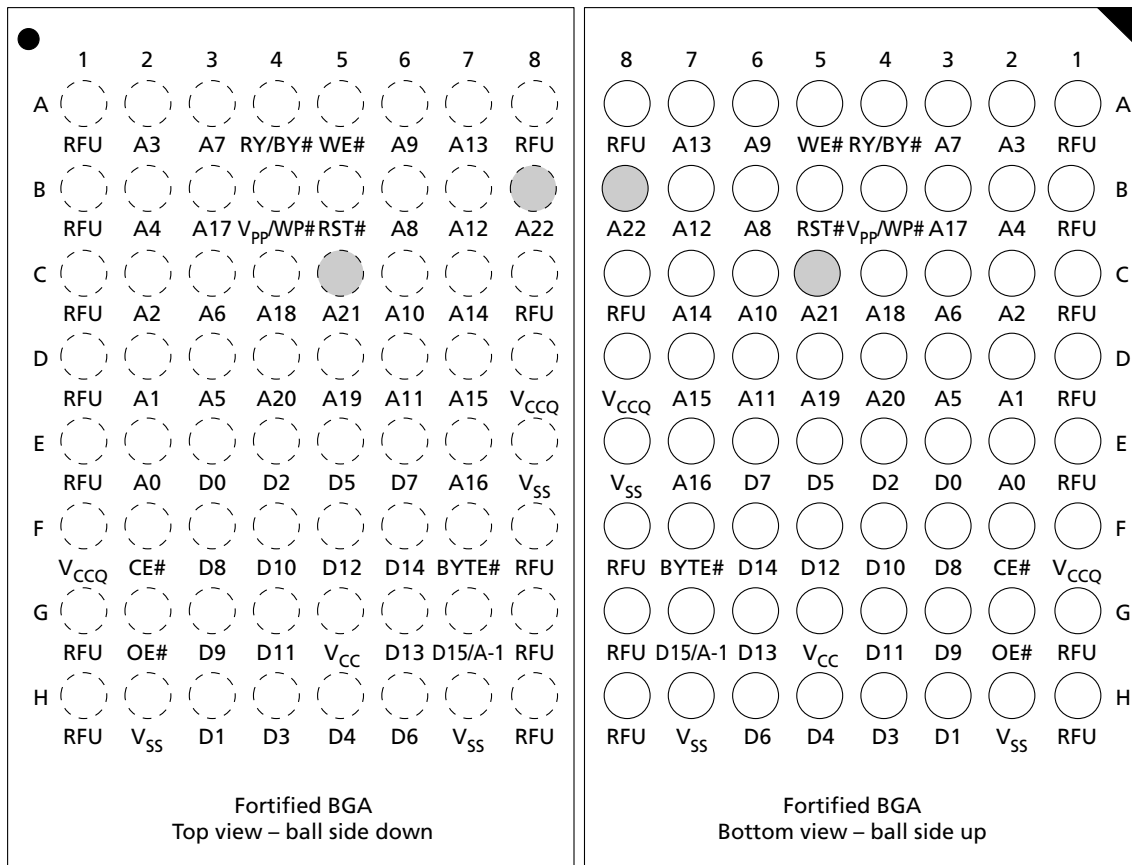 1 2 3 4 5 6 7 8
A
RFU A3 A7 RY/BY# WE# A9 A13 RFU
B
RFU A4 A17 VPP/WP# RST# A8 A12 A22
C
RFU A2 A6 A18 A21 A10 A14 RFU
D
RFU A1 A5 A20 A19 A11 A15 VCCQ
E
RFU A0 D0 D2 D5 D7 A16 VSS
F
VCCQ CE# D8 D10 D12 D14 BYTE# RFU
G
RFU OE# D9 D11 VCC D13 D15/A-1 RFU
H
RFU VSS D1 D3 D4 D6 VSS RFU
Fortified BGA
Top view – ball side down
8 7 6 5 4 3 2 1
A
RFU A13 A9 WE# RY/BY# A7 A3 RFU
B
A22 A12 A8 RST# VPP/WP# A17 A4 RFU
C
RFU A14 A10 A21 A18 A6 A2 RFU
D
VCCQ A15 A11 A19 A20 A5 A1 RFU
E
VSS A16 D7 D5 D2 D0 A0 RFU
F
RFU BYTE# D14 D12 D10 D8 CE# VCCQ
G
RFU D15/A-1 D13 VCC D11 D9 OE# RFU
H
RFU VSS D6 D4 D3 D1 VSS RFU
Fortified BGA
Bottom view – ball side up